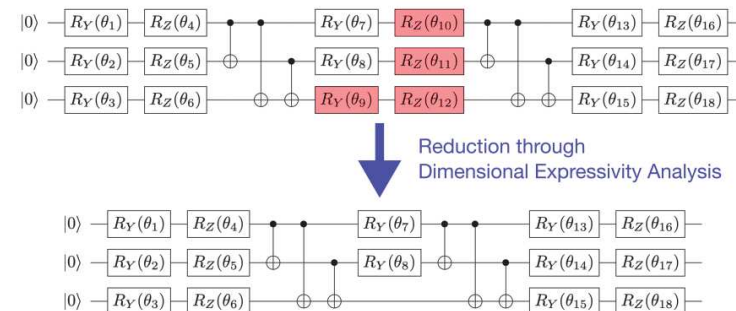 |0⟩ R_Y(θ_1) R_Z(θ_4) R_Y(θ_7) R_Z(θ_10) R_Y(θ_13) R_Z(θ_16)
|0⟩ R_Y(θ_2) R_Z(θ_5) R_Y(θ_8) R_Z(θ_11) R_Y(θ_14) R_Z(θ_17)
|0⟩ R_Y(θ_3) R_Z(θ_6) R_Y(θ_9) R_Z(θ_12) R_Y(θ_15) R_Z(θ_18)
Reduction through
Dimensional Expressivity Analysis
|0⟩ R_Y(θ_1) R_Z(θ_4) R_Y(θ_7) R_Y(θ_13) R_Z(θ_16)
|0⟩ R_Y(θ_2) R_Z(θ_5) R_Y(θ_8) R_Y(θ_14) R_Z(θ_17)
|0⟩ R_Y(θ_3) R_Z(θ_6) R_Y(θ_15) R_Z(θ_18)